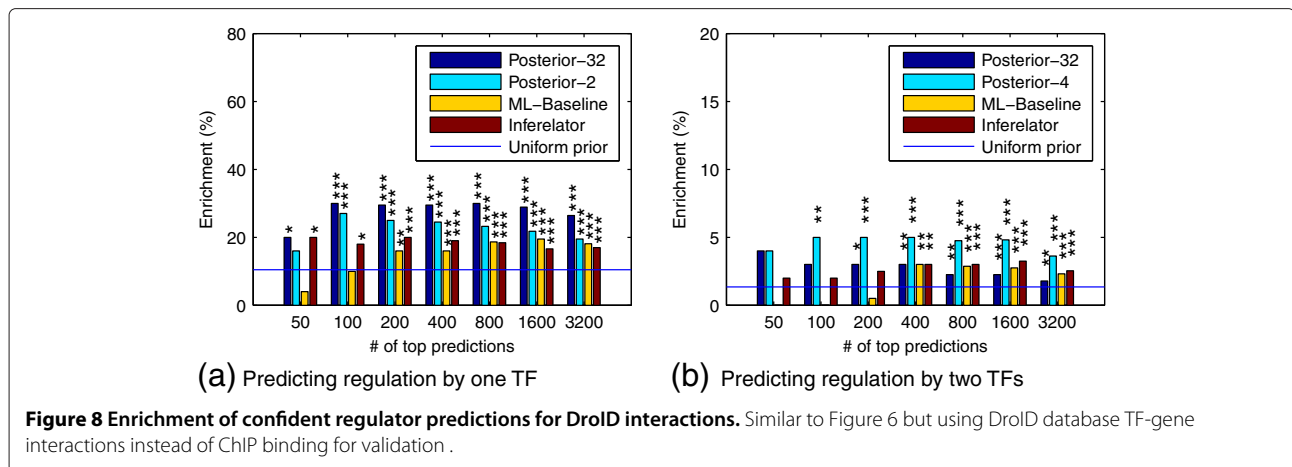 80
60
40
20
0
Enrichment (%)
Posterior-32
Posterior-2
ML-Baseline
Inferelator
Uniform prior
* * *** *** * *** *** ** *** *** *** ** *** *** *** *** *** *** *** *** *** *** *** *** ***
50 100 200 400 800 1600 3200
# of top predictions
(a) Predicting regulation by one TF
20
15
10
5
0
Enrichment (%)
Posterior-32
Posterior-4
ML-Baseline
Inferelator
Uniform prior
** * *** ** *** ** ** ** *** *** *** *** *** *** *** ** *** *** ***
50 100 200 400 800 1600 3200
# of top predictions
(b) Predicting regulation by two TFs
Figure 8 Enrichment of confident regulator predictions for DroID interactions. Similar to Figure 6 but using DroID database TF-gene
interactions instead of ChIP binding for validation .